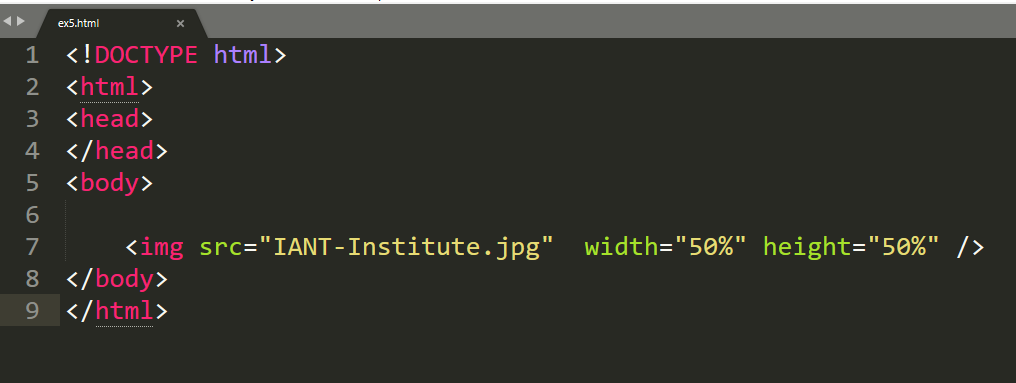 ex5.html ×
1 <!DOCTYPE html>
2 <html>
3 <head>
4 </head>
5 <body>
6
7     <img src="IANT-Institute.jpg"  width="50%" height="50%" />
8 </body>
9 </html>